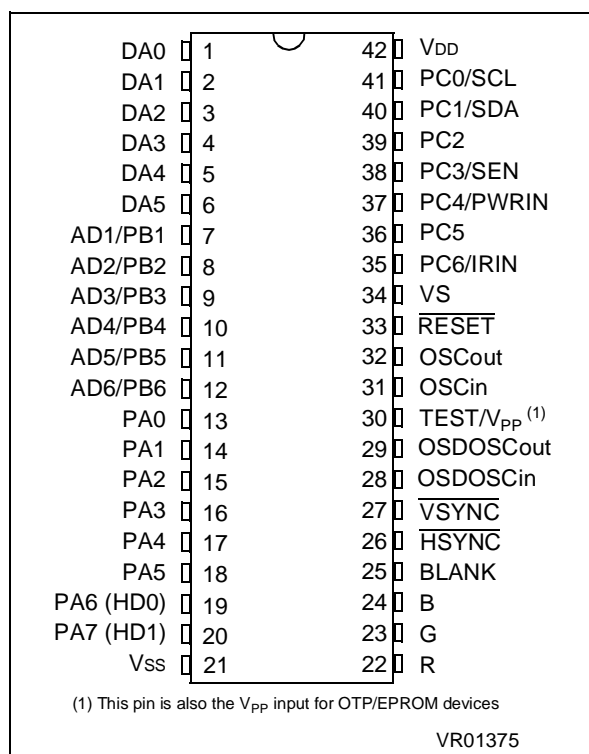 DA0 1 42 VDD
DA1 2 41 PC0/SCL
DA2 3 40 PC1/SDA
DA3 4 39 PC2
DA4 5 38 PC3/SEN
DA5 6 37 PC4/PWRIN
AD1/PB1 7 36 PC5
AD2/PB2 8 35 PC6/IRIN
AD3/PB3 9 34 VS
AD4/PB4 10 33 RESET
AD5/PB5 11 32 OSCout
AD6/PB6 12 31 OSCin
PA0 13 30 TEST/VPP (1)
PA1 14 29 OSDOSCout
PA2 15 28 OSDOSCin
PA3 16 27 VSYNC
PA4 17 26 HSYNC
PA5 18 25 BLANK
PA6 (HD0) 19 24 B
PA7 (HD1) 20 23 G
VSS 21 22 R
(1) This pin is also the VPP input for OTP/EPROM devices
VR01375